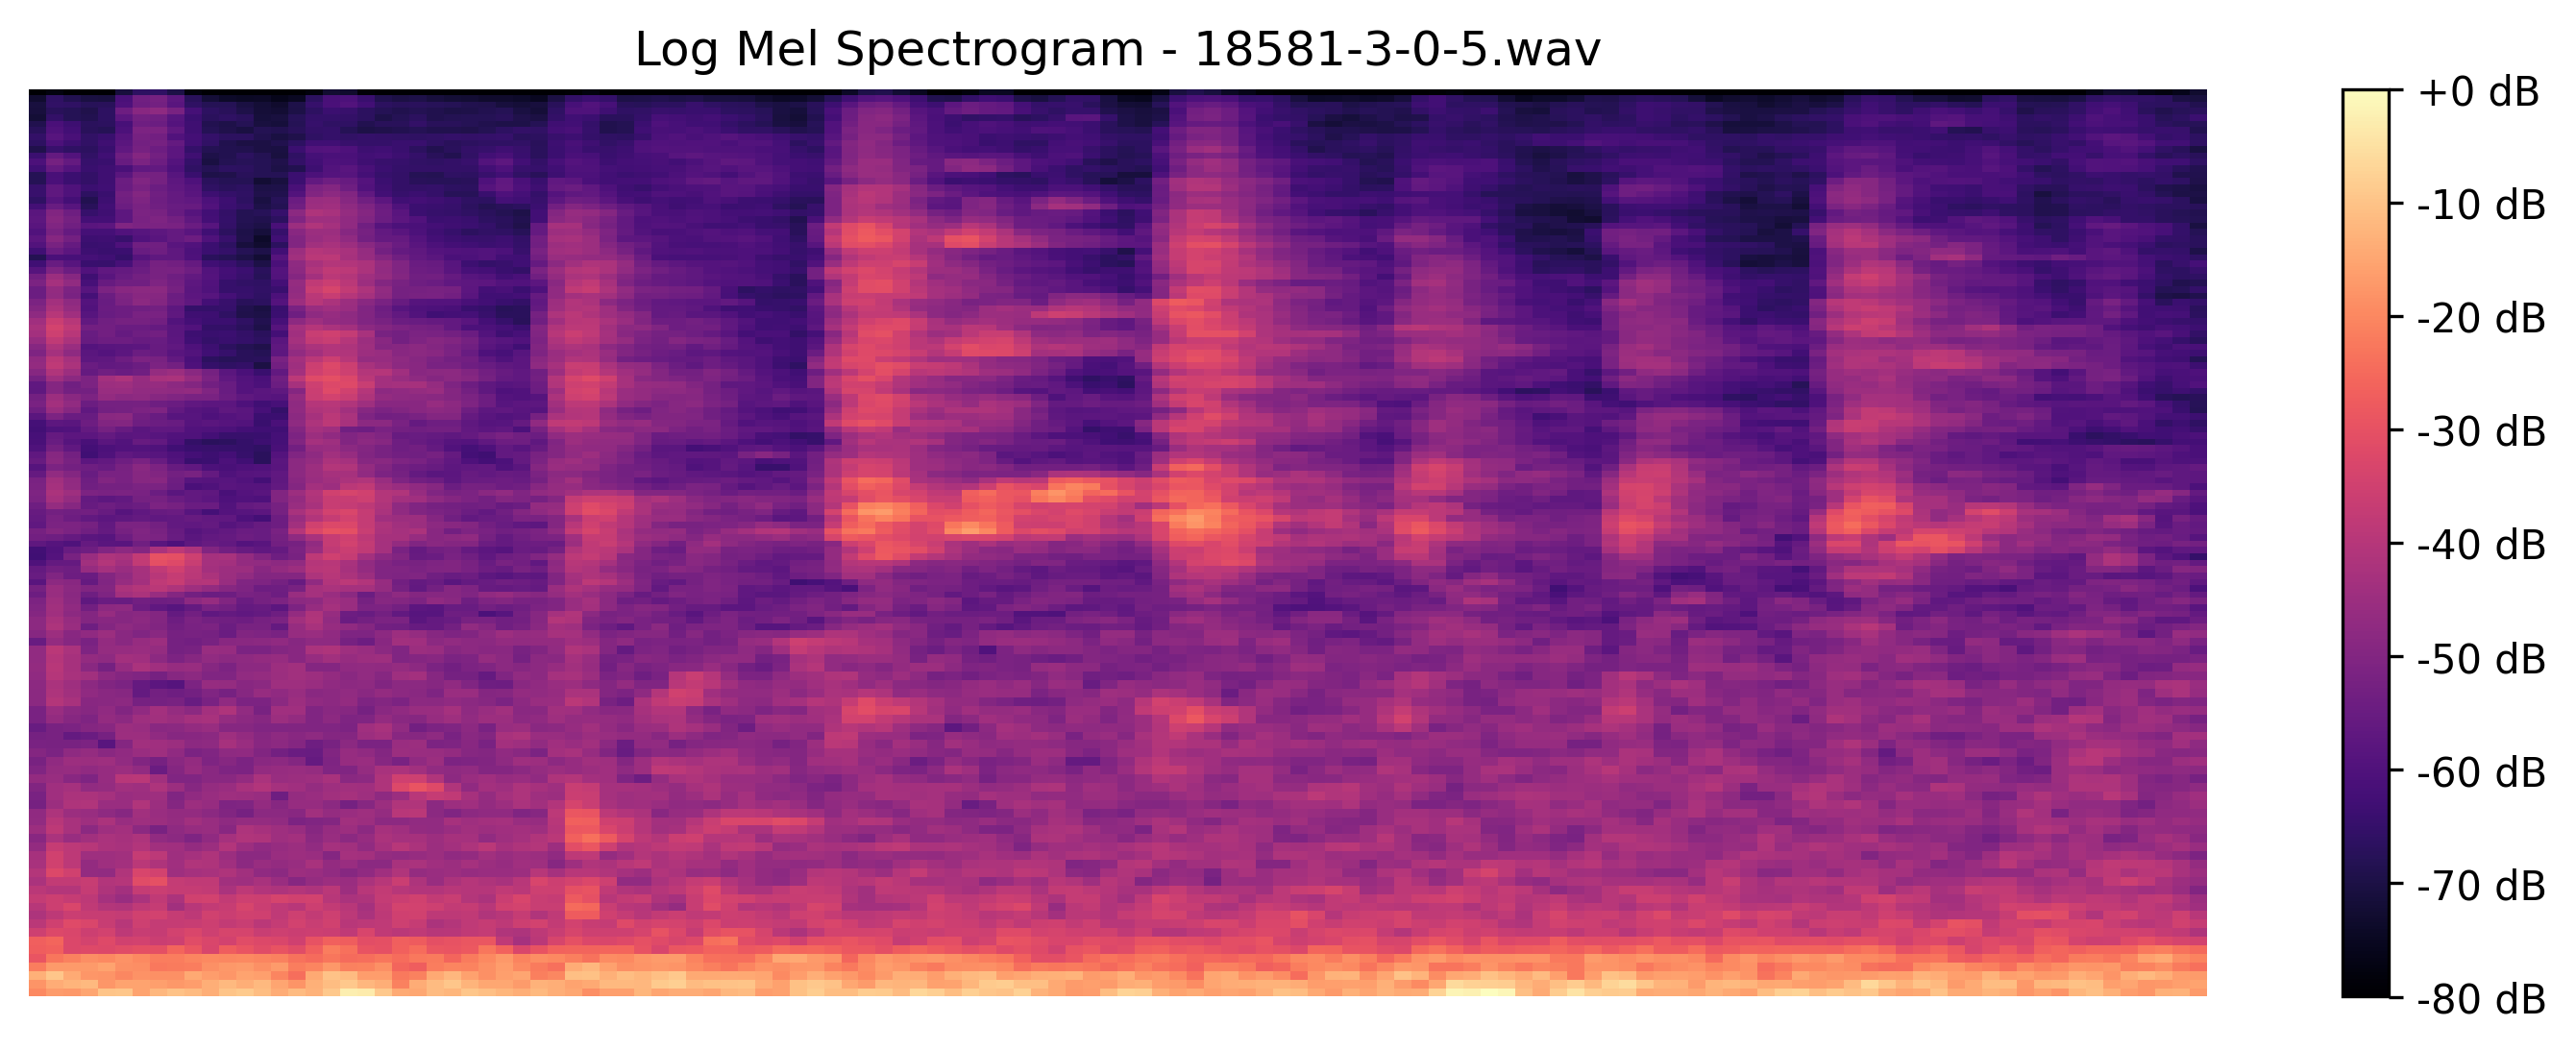 Log Mel Spectrogram - 18581-3-0-5.wav
+0 dB
-10 dB
-20 dB
-30 dB
-40 dB
-50 dB
-60 dB
-70 dB
-80 dB